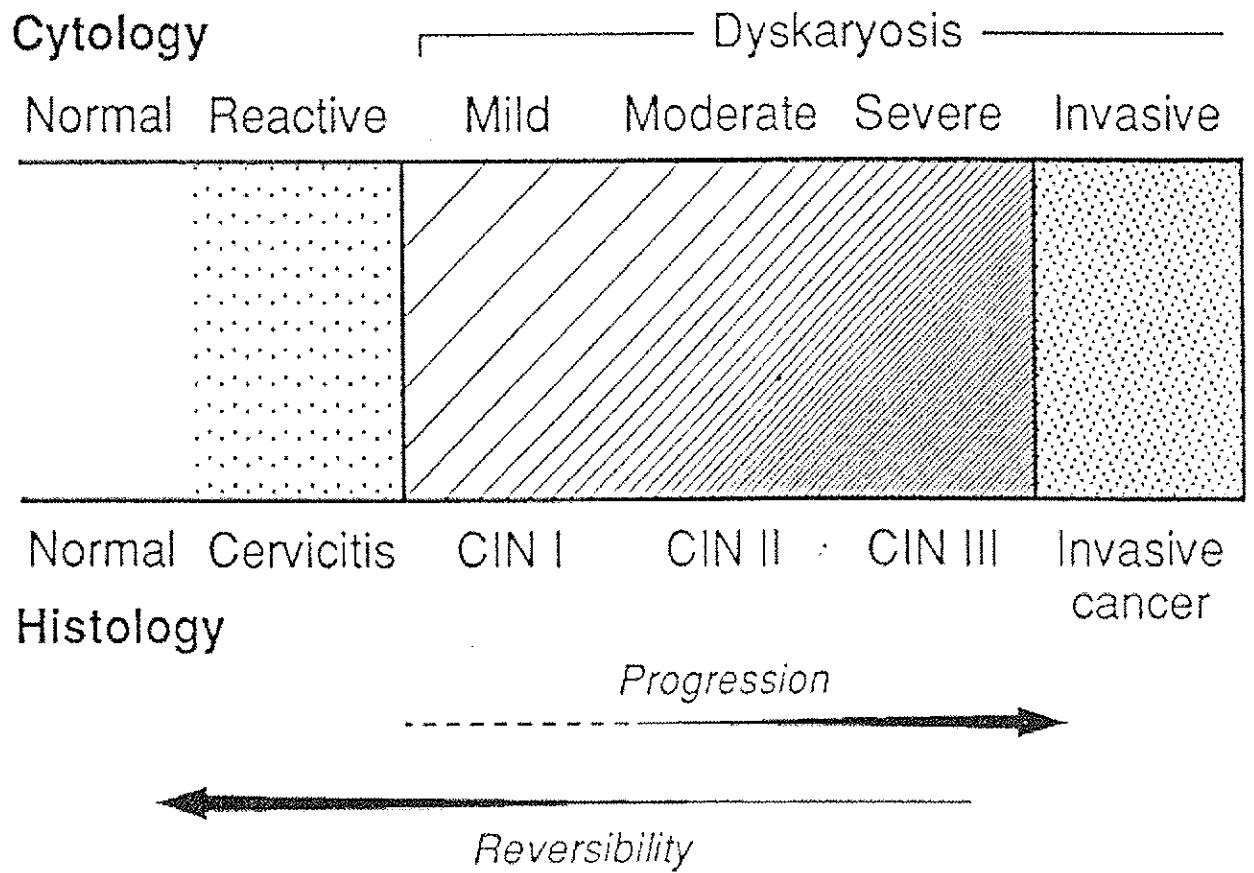 Cytology
Dyskaryosis
Normal Reactive Mild Moderate Severe Invasive
Normal Cervicitis CIN I CIN II CIN III Invasive
cancer
Histology
Progression
Reversibility